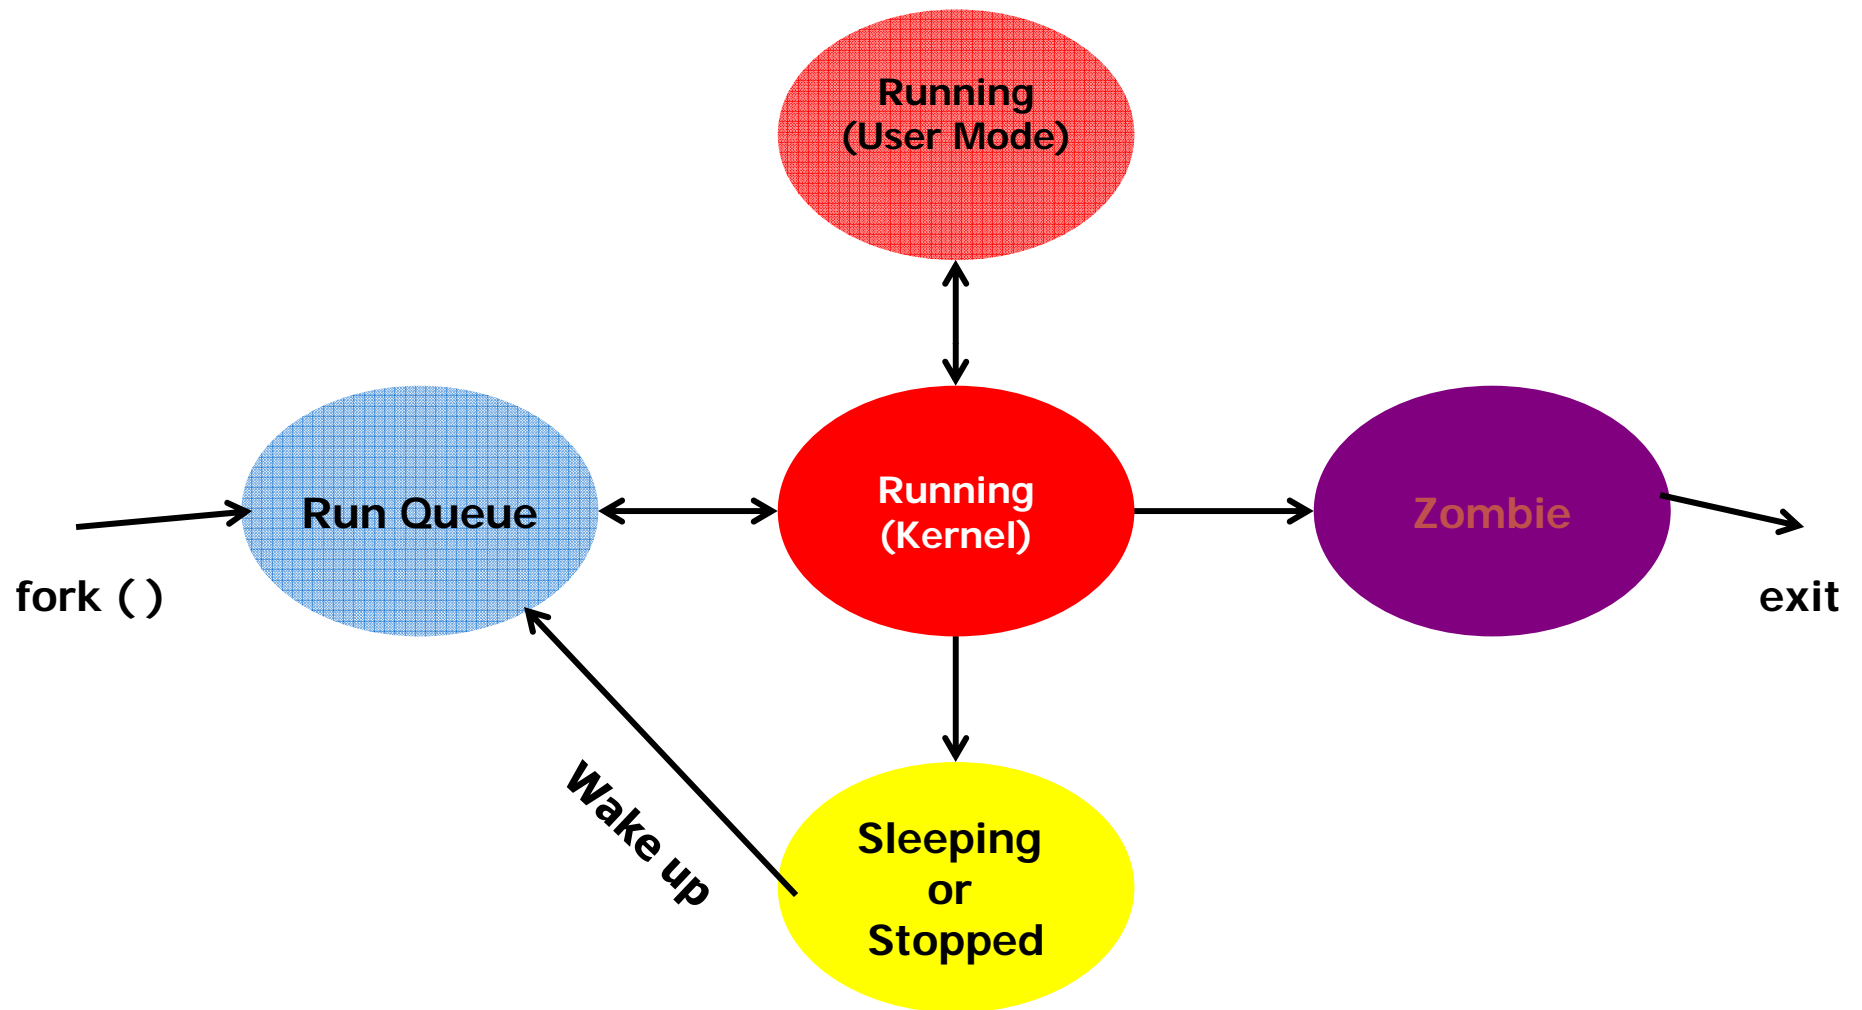 Running
(User Mode)
Run Queue
Running
(Kernel)
Zombie
fork ( )
exit
Wake up
Sleeping
or
Stopped